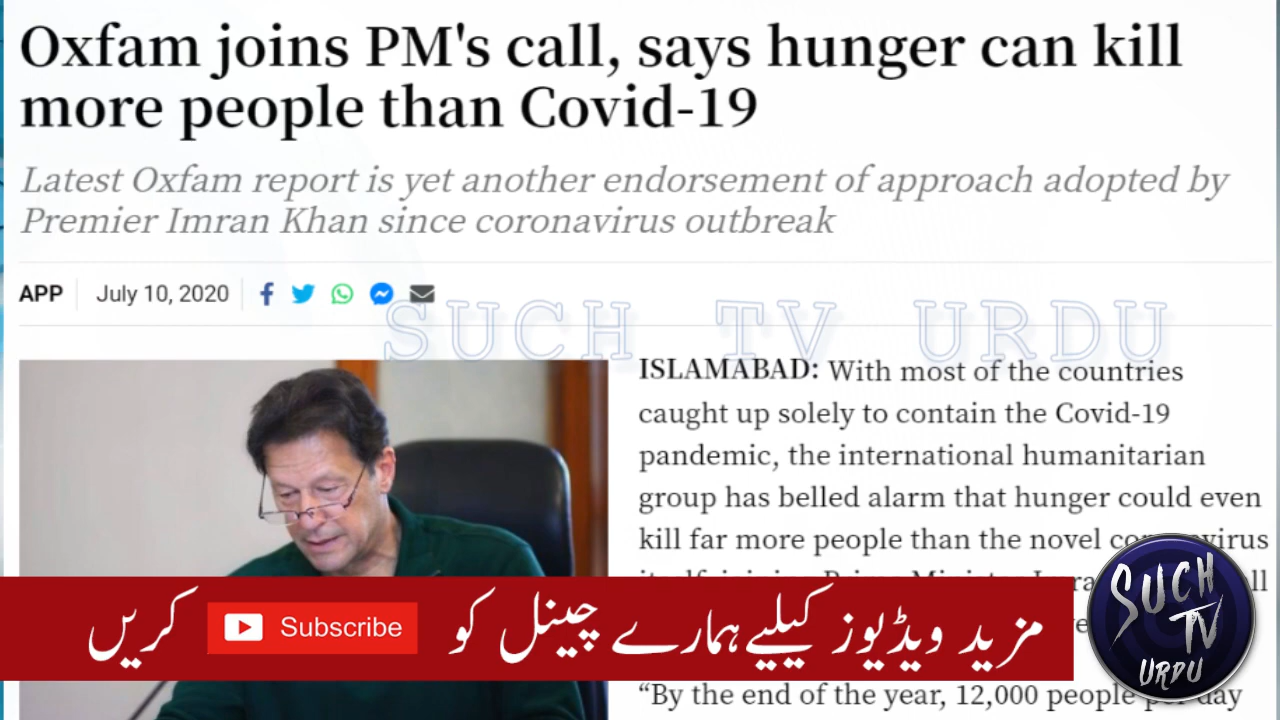 Oxfam joins PM's call, says hunger can kill
more people than Covid-19
Latest Oxfam report is yet another endorsement of approach adopted by
Premier Imran Khan since coronavirus outbreak
APP July 10, 2020
SUCH TV URDU
ISLAMABAD: With most of the countries
caught up solely to contain the Covid-19
pandemic, the international humanitarian
group has belled alarm that hunger could even
kill far more people than the novel
مزید ویڈیوز کیلیے ہمارے چینل کو Subscribe کریں
SUCH
TV
URDU
“By the end of the year, 12,000 people per day